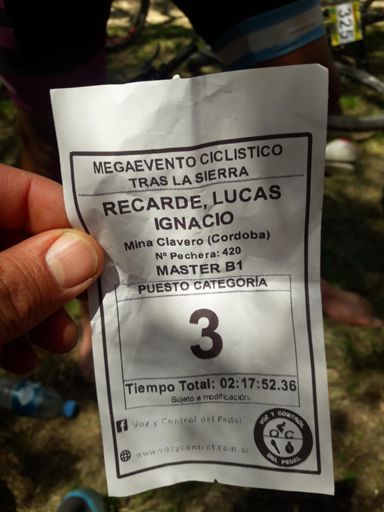 325
MEGAEVENTO CICLISTICO
TRAS LA SIERRA
RECARDE, LUCAS
IGNACIO
Mina Clavero (Cordoba)
Nº Pechera: 420
MASTER B1
PUESTO CATEGORÍA
3
Tiempo Total: 02:17:52.36
Sujeto a modificación.
Voz y Control del Pedal
www.vozycontrol.com.ar
VOZ Y CONTROL
DEL PEDAL